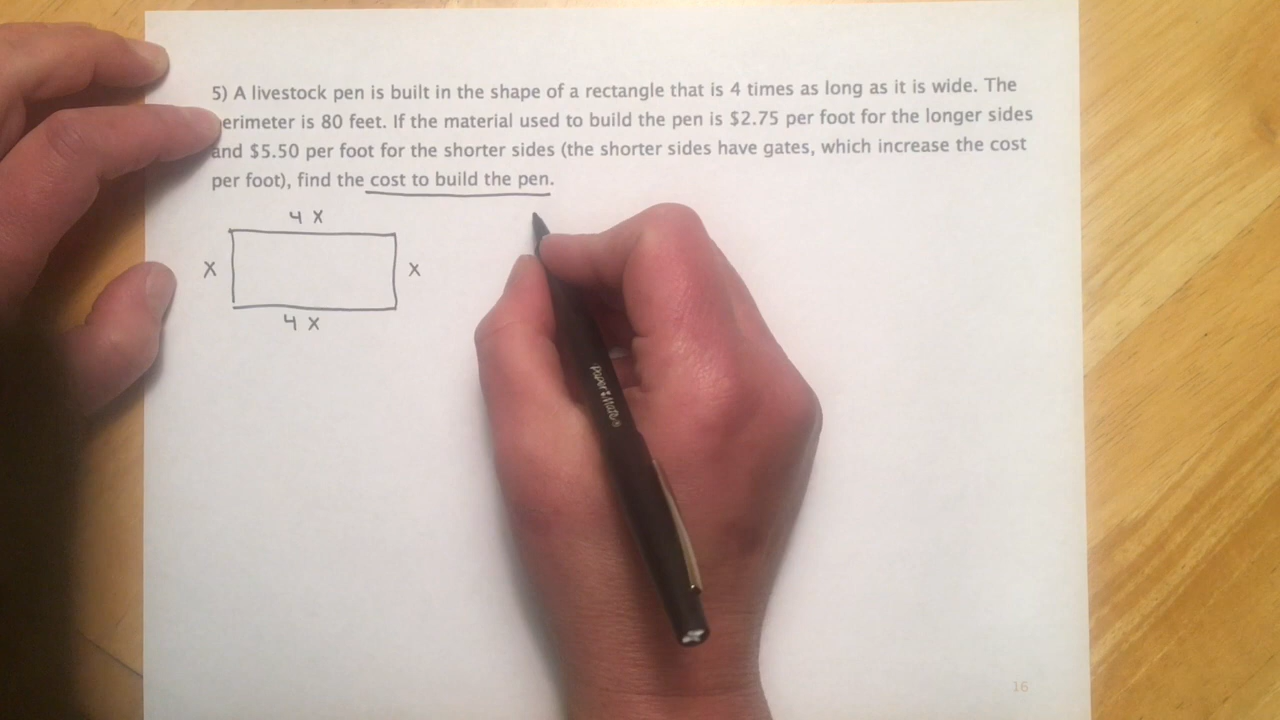 5) A livestock pen is built in the shape of a rectangle that is 4 times as long as it is wide. The
perimeter is 80 feet. If the material used to build the pen is $2.75 per foot for the longer sides
and $5.50 per foot for the shorter sides (the shorter sides have gates, which increase the cost
per foot), find the cost to build the pen.
4 X
X X
4 X
Paper Mate®
16